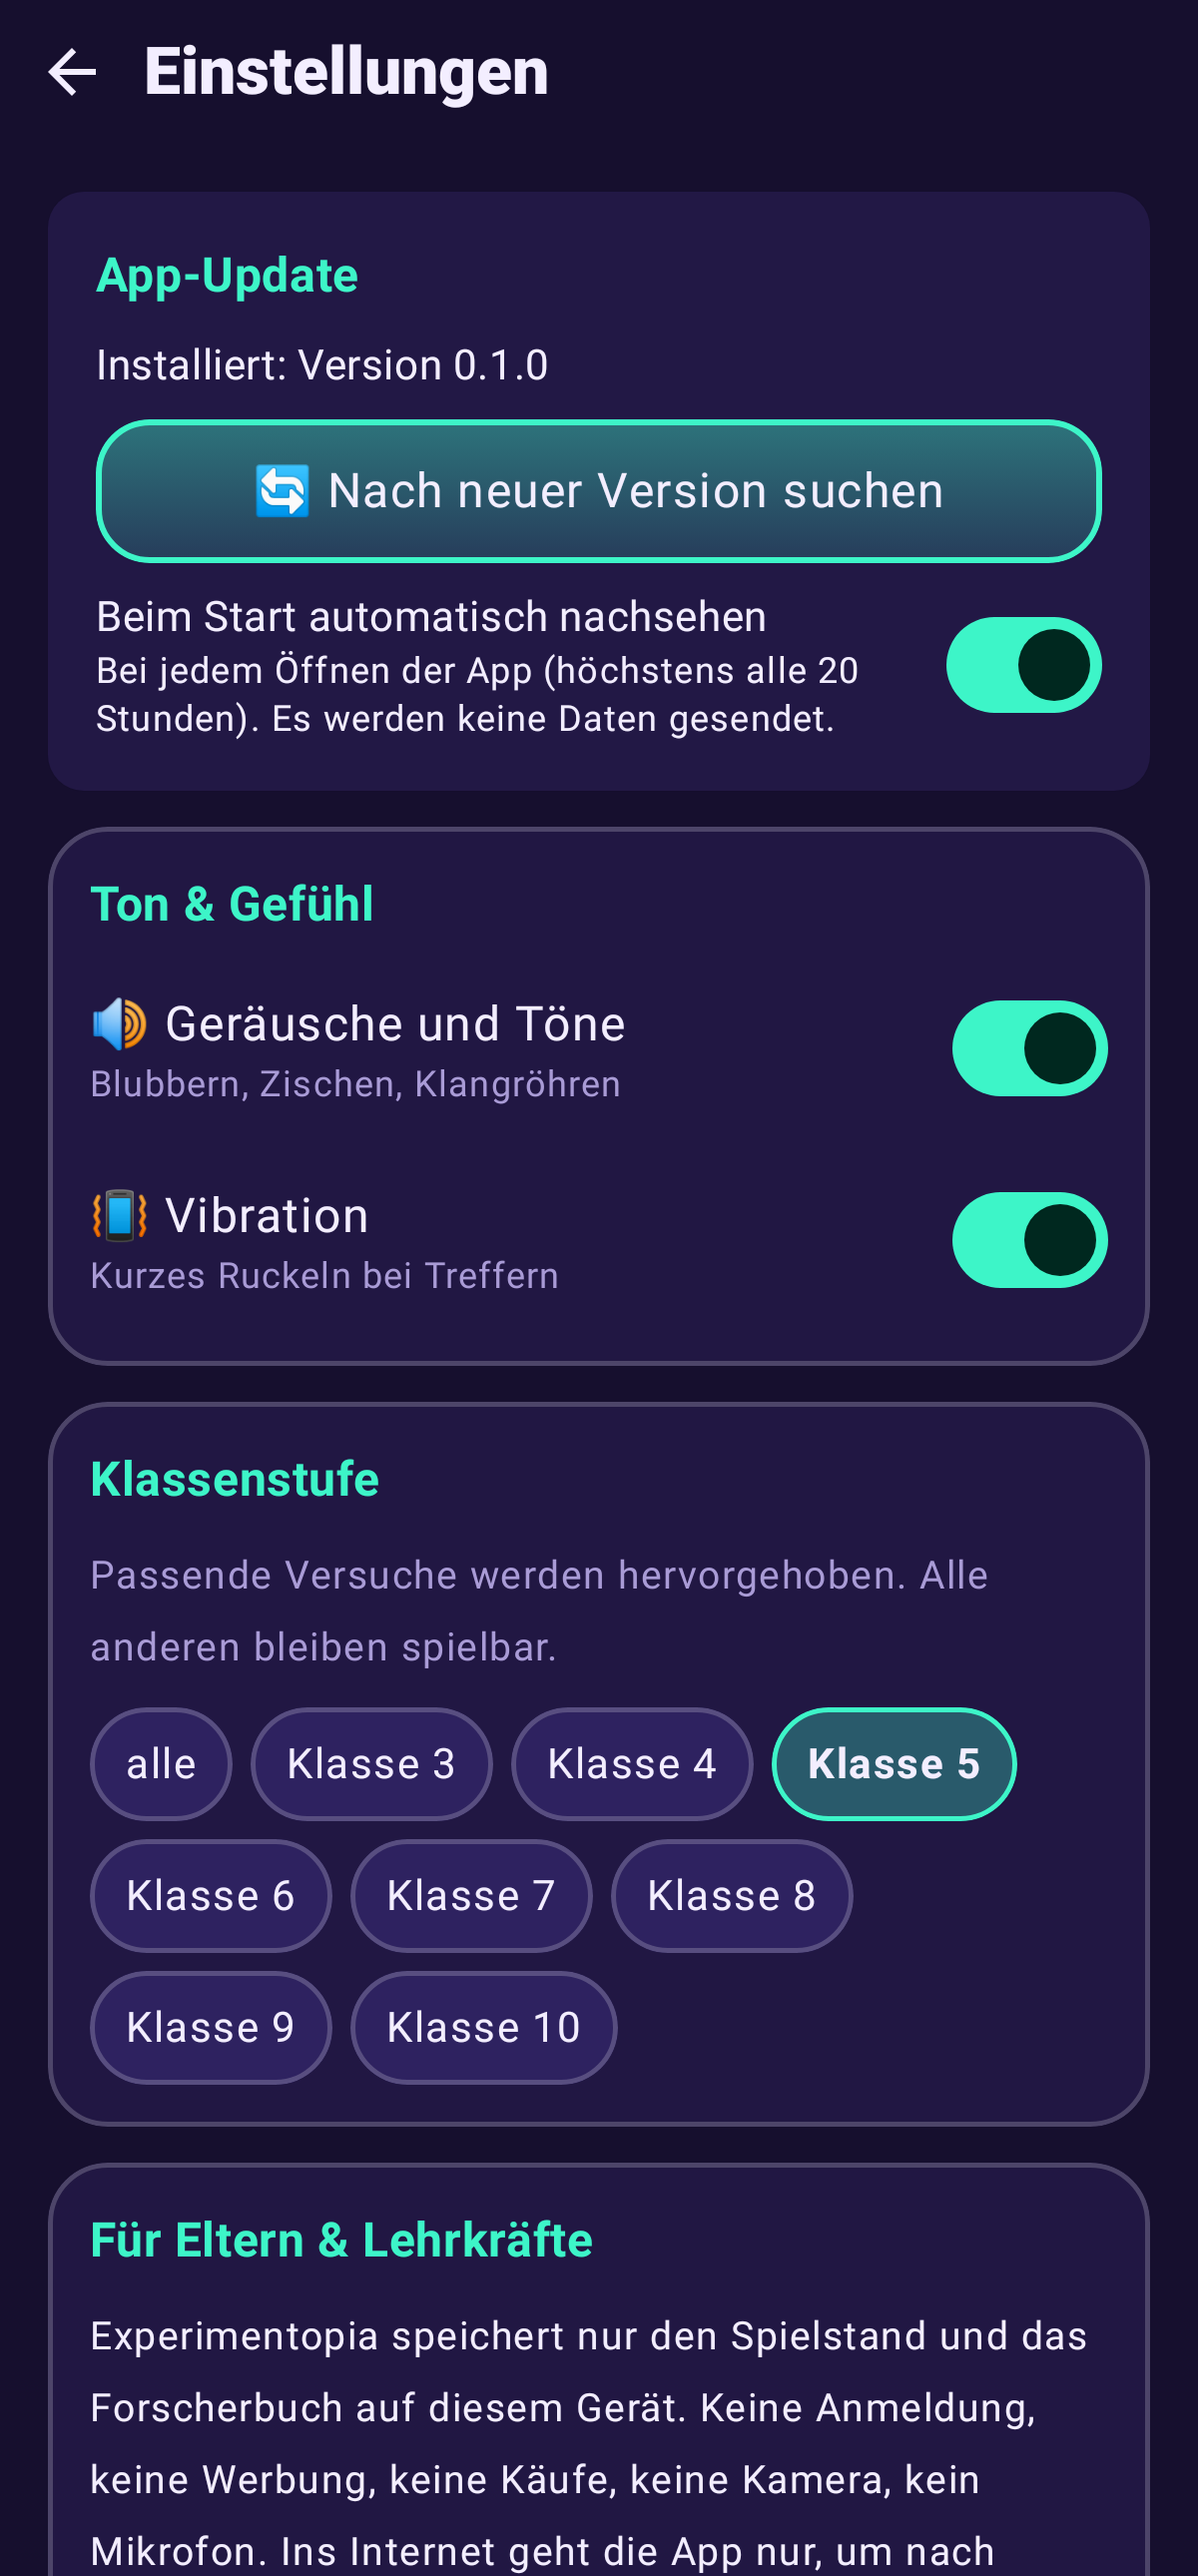 Einstellungen
App-Update
Installiert: Version 0.1.0
Nach neuer Version suchen
Beim Start automatisch nachsehen
Bei jedem Öffnen der App (höchstens alle 20
Stunden). Es werden keine Daten gesendet.
Ton & Gefühl
Geräusche und Töne
Blubbern, Zischen, Klangröhren
Vibration
Kurzes Ruckeln bei Treffern
Klassenstufe
Passende Versuche werden hervorgehoben. Alle
anderen bleiben spielbar.
alle Klasse 3 Klasse 4 Klasse 5
Klasse 6 Klasse 7 Klasse 8
Klasse 9 Klasse 10
Für Eltern & Lehrkräfte
Experimentopia speichert nur den Spielstand und das
Forscherbuch auf diesem Gerät. Keine Anmeldung,
keine Werbung, keine Käufe, keine Kamera, kein
Mikrofon. Ins Internet geht die App nur, um nach